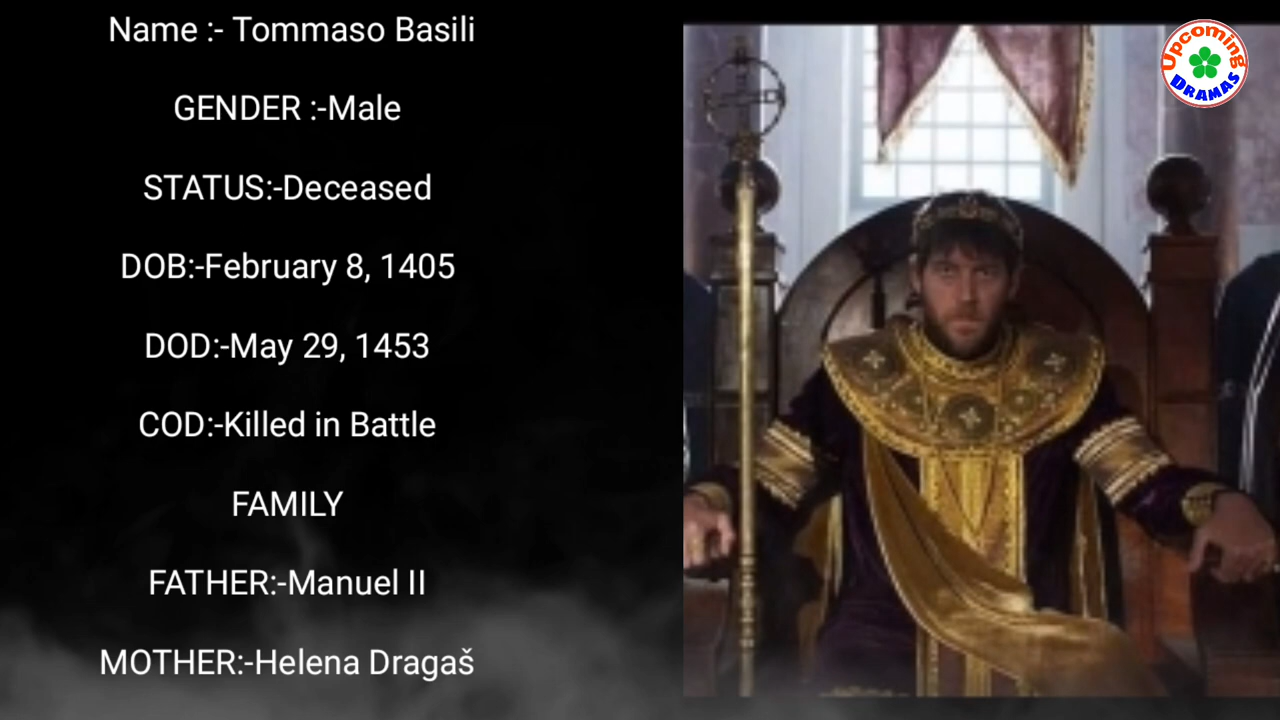 Name :- Tommaso Basili
GENDER :-Male
STATUS:-Deceased
DOB:-February 8, 1405
DOD:-May 29, 1453
COD:-Killed in Battle
FAMILY
FATHER:-Manuel II
MOTHER:-Helena Dragaš
Upcoming
DRAMAS